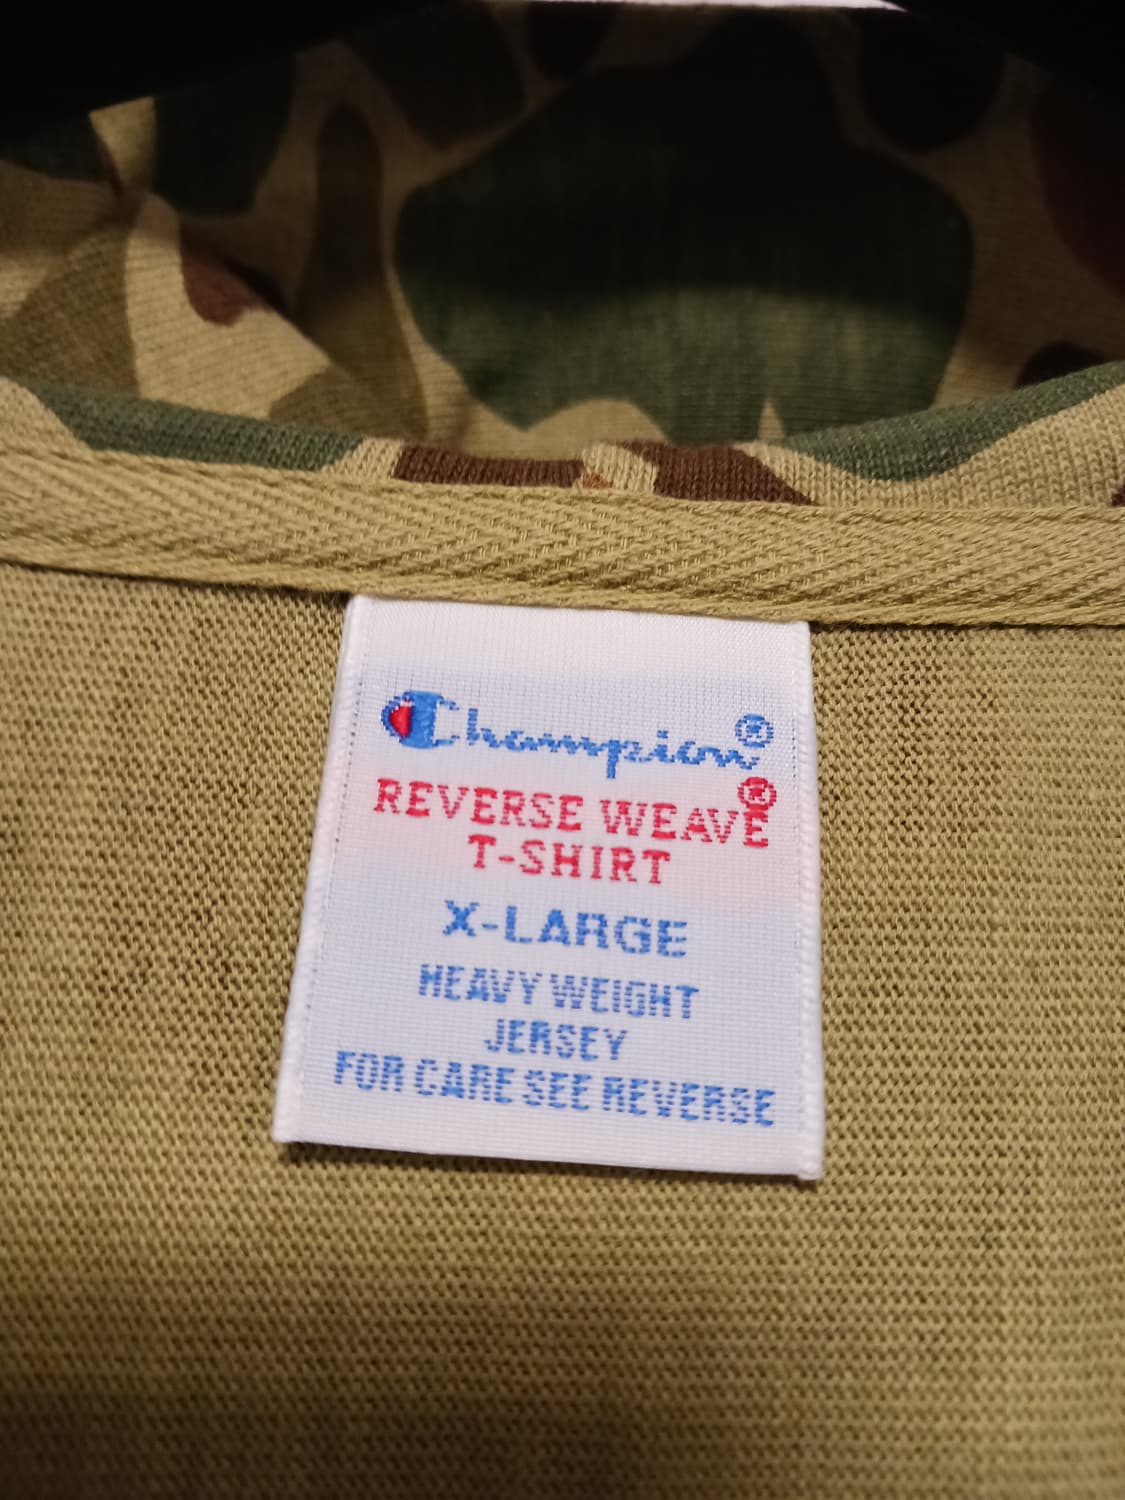 Champion®
REVERSE WEAVE®
T-SHIRT
X-LARGE
HEAVY WEIGHT
JERSEY
FOR CARE SEE REVERSE